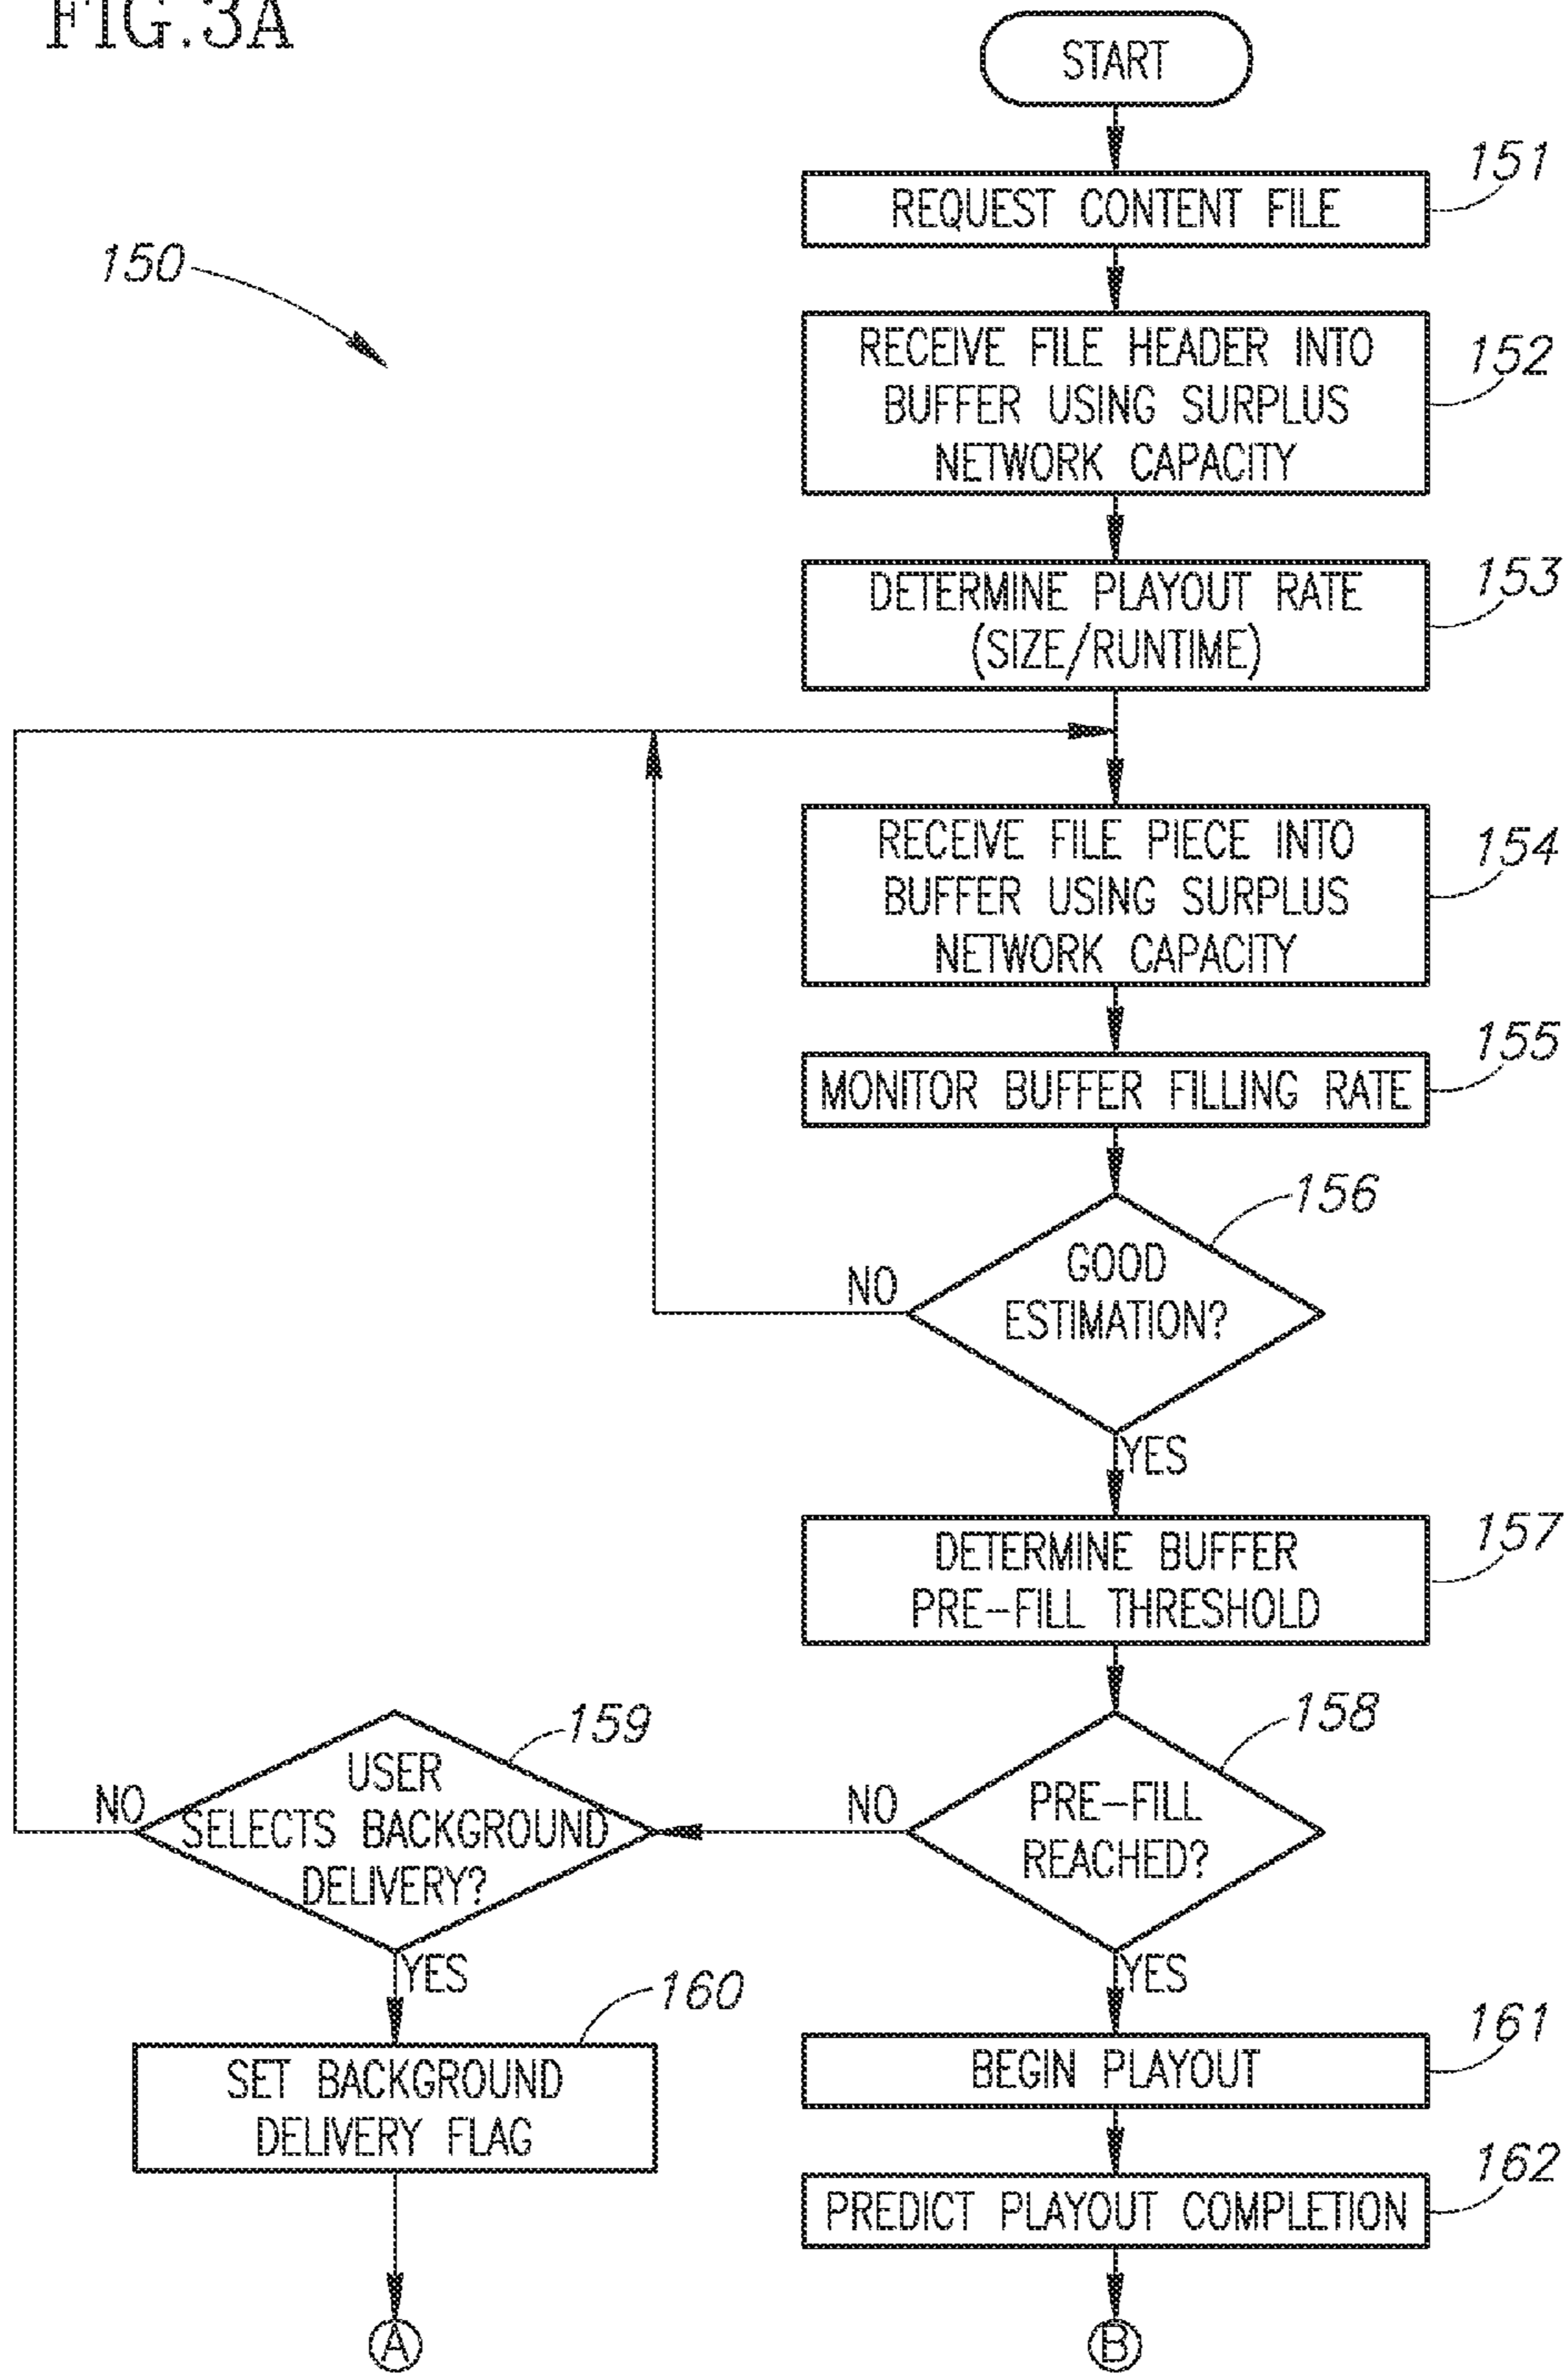 FIG.3A
START
151
REQUEST CONTENT FILE
150
152
RECEIVE FILE HEADER INTO
BUFFER USING SURPLUS
NETWORK CAPACITY
153
DETERMINE PLAYOUT RATE
(SIZE/RUNTIME)
154
RECEIVE FILE PIECE INTO
BUFFER USING SURPLUS
NETWORK CAPACITY
155
MONITOR BUFFER FILLING RATE
156
GOOD
ESTIMATION?
NO
YES
157
DETERMINE BUFFER
PRE-FILL THRESHOLD
158
PRE-FILL
REACHED?
NO
YES
159
USER
SELECTS BACKGROUND
DELIVERY?
NO
YES
160
SET BACKGROUND
DELIVERY FLAG
161
BEGIN PLAYOUT
162
PREDICT PLAYOUT COMPLETION
A
B